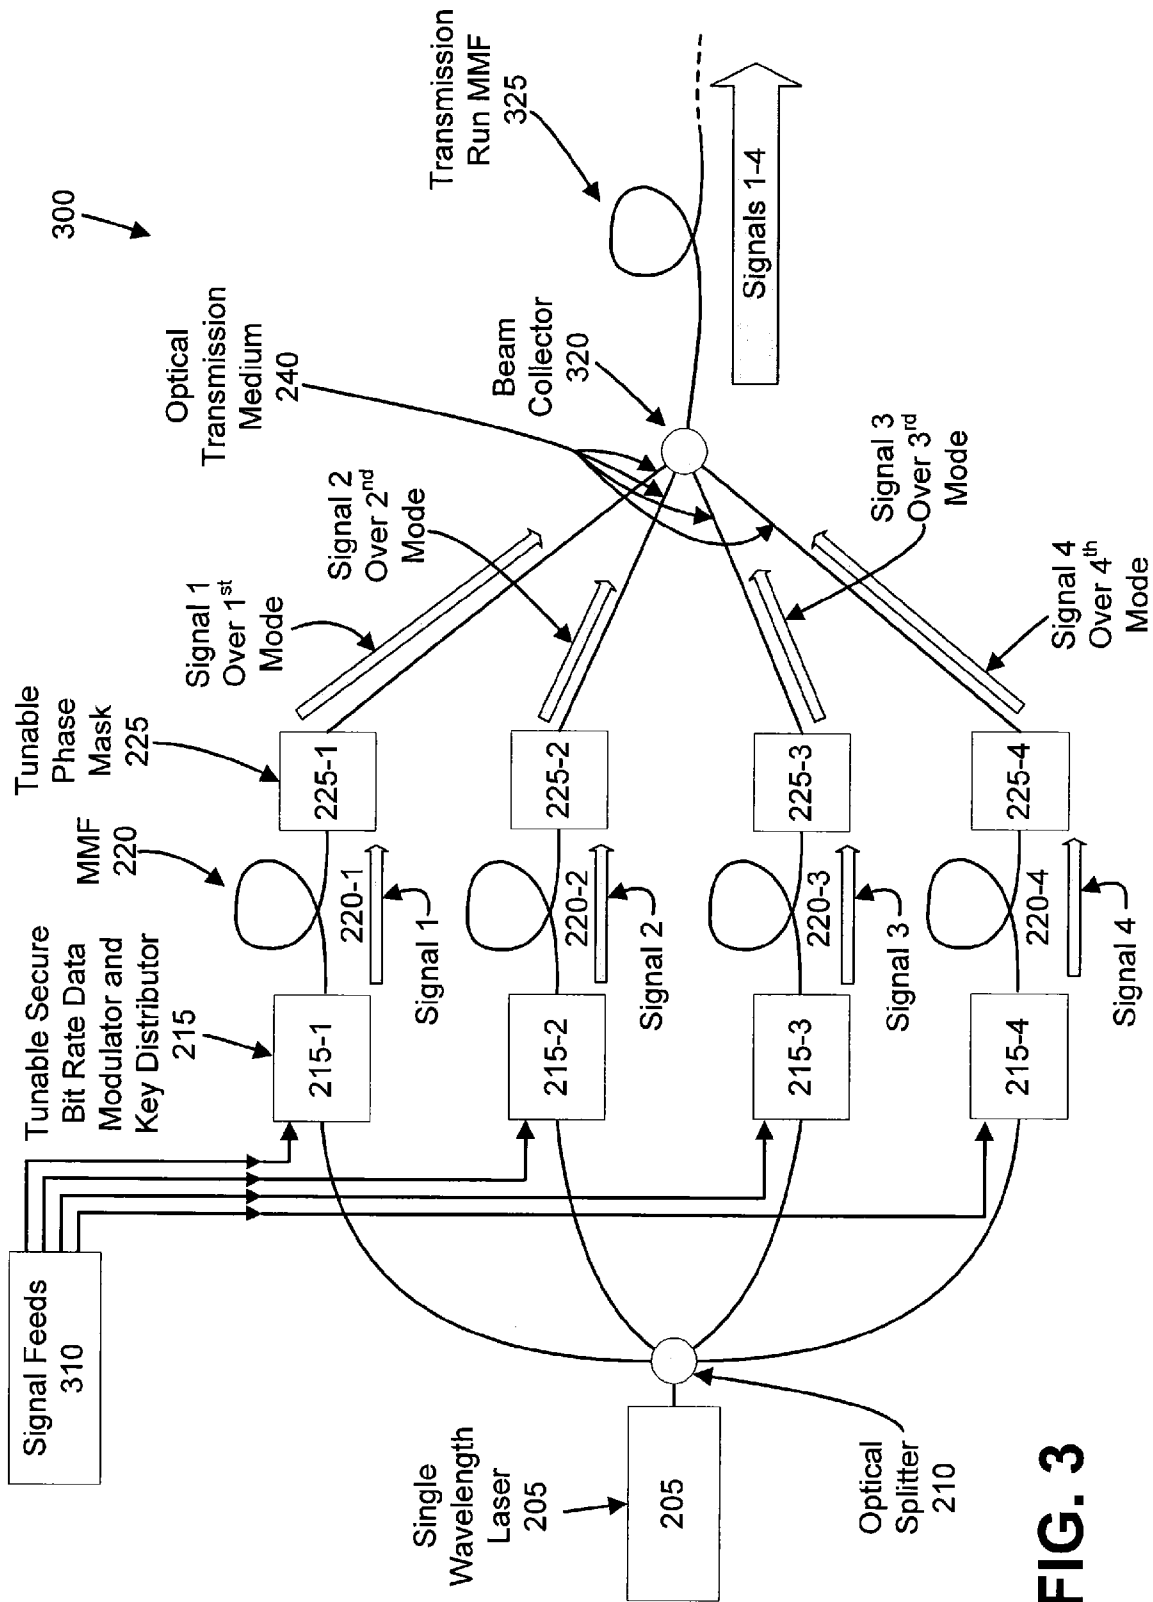 300
Signal Feeds
310
Tunable Secure
Bit Rate Data
Modulator and
Key Distributor
215
MMF
220
Tunable
Phase
Mask
225
Optical
Transmission
Medium
240
Transmission
Run MMF
325
Signal 1
Over 1st
Mode
Signal 2
Over 2nd
Mode
Beam
Collector
320
215-1
220-1
225-1
Signal 1
215-2
220-2
225-2
Signal 2
Single
Wavelength
Laser
205
205
Signals 1-4
215-3
220-3
225-3
Signal 3
Signal 3
Over 3rd
Mode
Optical
Splitter
210
215-4
220-4
225-4
Signal 4
Signal 4
Over 4th
Mode
FIG. 3